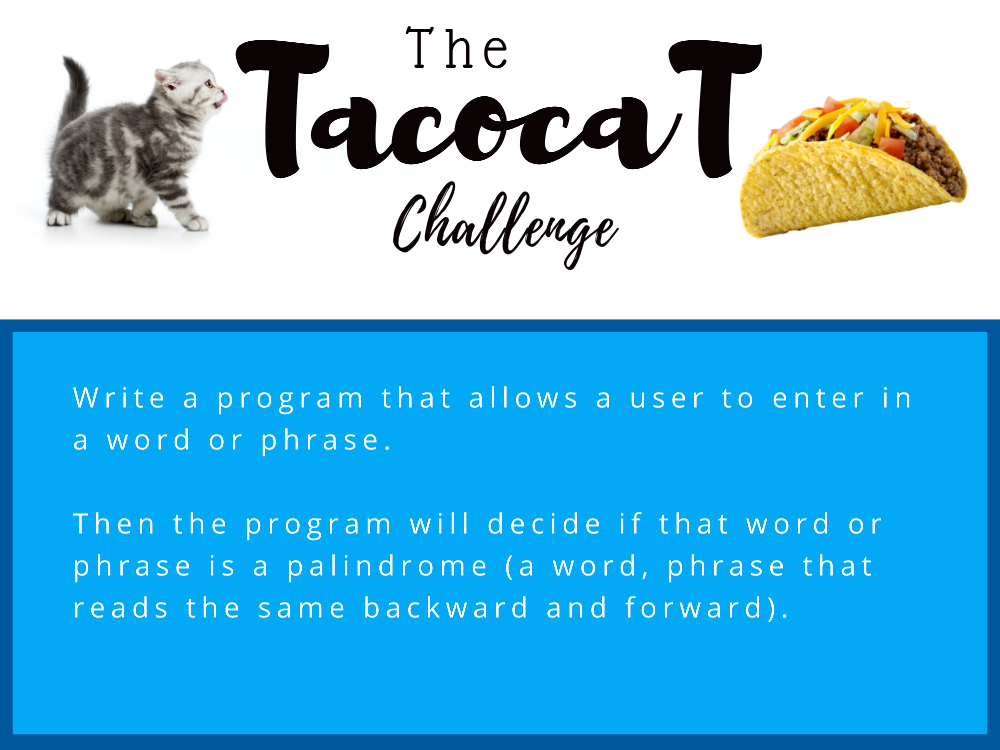 The
TacocaT
Challenge
Write a program that allows a user to enter in
a word or phrase.
Then the program will decide if that word or
phrase is a palindrome (a word, phrase that
reads the same backward and forward).